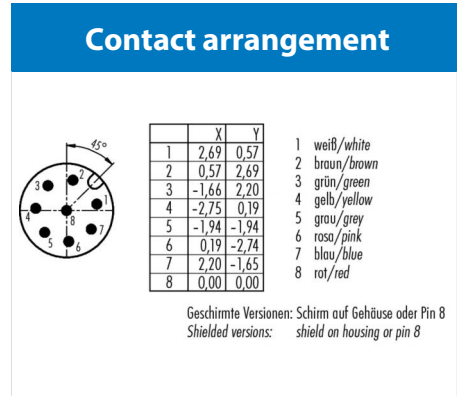 Contact arrangement
45°
1
2
3
4
5
6
7
8
X Y
1 2,69 0,57
2 0,57 2,69
3 -1,66 2,20
4 -2,75 0,19
5 -1,94 -1,94
6 0,19 -2,74
7 2,20 -1,65
8 0,00 0,00
1 weiß/white
2 braun/brown
3 grün/green
4 gelb/yellow
5 grau/grey
6 rosa/pink
7 blau/blue
8 rot/red
Geschirmte Versionen: Schirm auf Gehäuse oder Pin 8
Shielded versions: shield on housing or pin 8